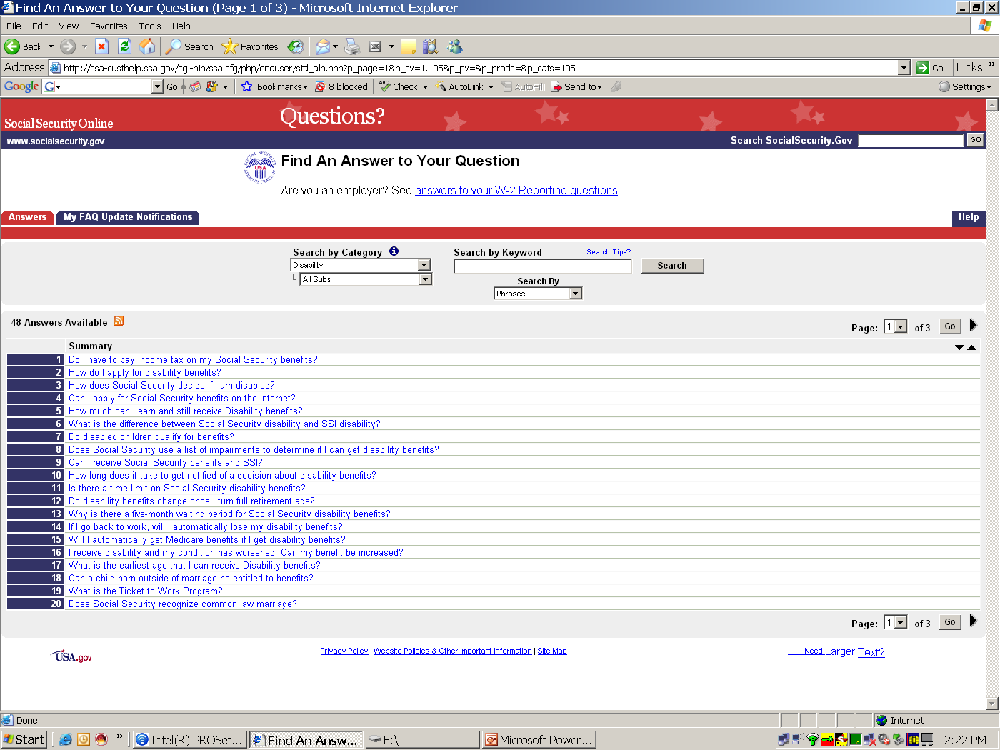 Find An Answer to Your Question (Page 1 of 3) - Microsoft Internet Explorer
File Edit View Favorites Tools Help
Back Search Favorites
Address http://ssa-custhelp.ssa.gov/cgi-bin/ssa.cfg/php/enduser/std_alp.php?p_page=1&p_cv=1.105&p_pv=&p_prods=&p_cats=105 Go Links »
Google G Go Bookmarks 8 blocked ABC Check AutoLink AutoFill Send to Settings
Social Security Online Questions?
www.socialsecurity.gov Search SocialSecurity.Gov GO
SOCIAL SECURITY ADMINISTRATION USA
Find An Answer to Your Question
Are you an employer? See answers to your W-2 Reporting questions.
Answers My FAQ Update Notifications Help
Search by Category i Search by Keyword Search Tips?
Disability Search
All Subs Search By
Phrases
48 Answers Available Page: 1 of 3 Go
Summary
1 Do I have to pay income tax on my Social Security benefits?
2 How do I apply for disability benefits?
3 How does Social Security decide if I am disabled?
4 Can I apply for Social Security benefits on the Internet?
5 How much can I earn and still receive Disability benefits?
6 What is the difference between Social Security disability and SSI disability?
7 Do disabled children qualify for benefits?
8 Does Social Security use a list of impairments to determine if I can get disability benefits?
9 Can I receive Social Security benefits and SSI?
10 How long does it take to get notified of a decision about disability benefits?
11 Is there a time limit on Social Security disability benefits?
12 Do disability benefits change once I turn full retirement age?
13 Why is there a five-month waiting period for Social Security disability benefits?
14 If I go back to work, will I automatically lose my disability benefits?
15 Will I automatically get Medicare benefits if I get disability benefits?
16 I receive disability and my condition has worsened. Can my benefit be increased?
17 What is the earliest age that I can receive Disability benefits?
18 Can a child born outside of marriage be entitled to benefits?
19 What is the Ticket to Work Program?
20 Does Social Security recognize common law marriage?
Page: 1 of 3 Go
USA.gov Privacy Policy | Website Policies & Other Important Information | Site Map Need Larger Text?
Done Internet
Start » Intel(R) PROSet... Find An Answ... F:\ Microsoft Power... 2:22 PM